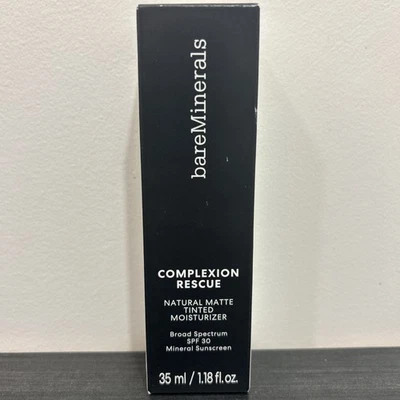 bareMinerals
COMPLEXION
RESCUE
NATURAL MATTE
TINTED
MOISTURIZER
Broad Spectrum
SPF 30
Mineral Sunscreen
35 ml / 1.18 fl. oz.